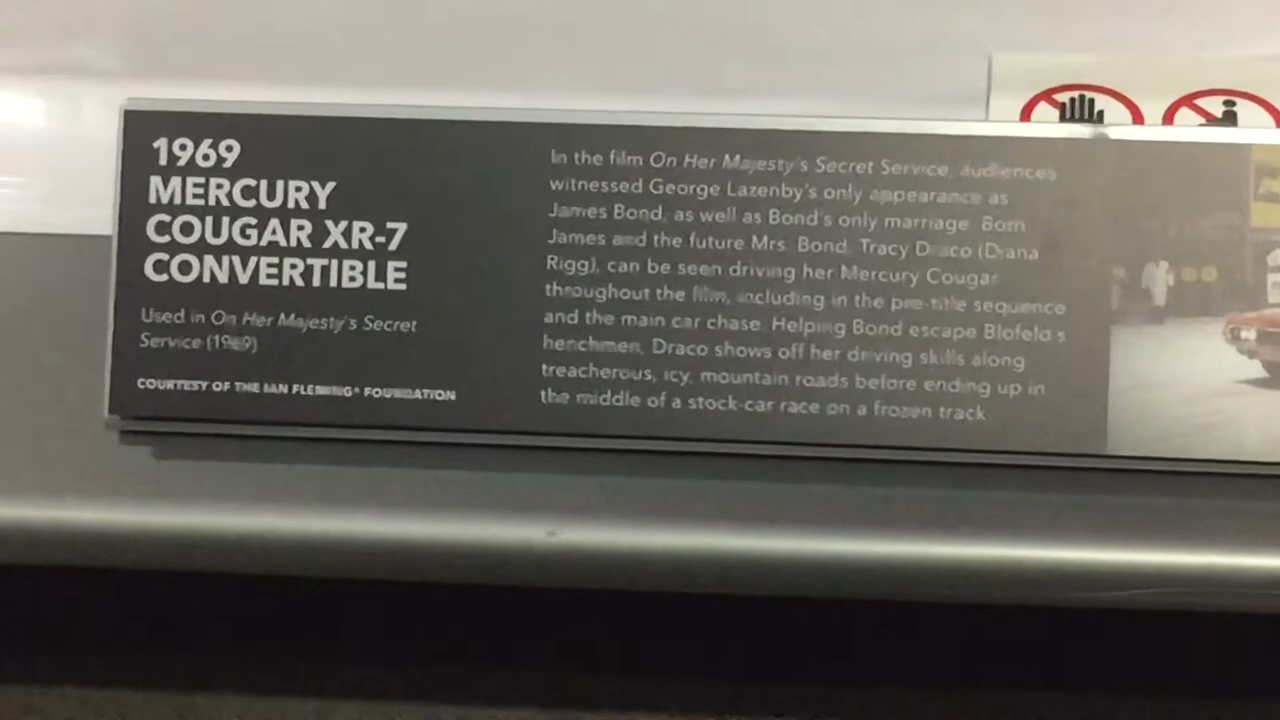 1969
MERCURY
COUGAR XR-7
CONVERTIBLE
Used in On Her Majesty's Secret
Service (1969)
COURTESY OF THE IAN FLEMING® FOUNDATION
In the film On Her Majesty's Secret Service, audiences
witnessed George Lazenby's only appearance as
James Bond, as well as Bond's only marriage. Born
James and the future Mrs. Bond, Tracy Draco (Diana
Rigg), can be seen driving her Mercury Cougar
throughout the film, including in the pre-title sequence
and the main car chase. Helping Bond escape Blofeld's
henchmen, Draco shows off her driving skills along
treacherous, icy, mountain roads before ending up in
the middle of a stock-car race on a frozen track.